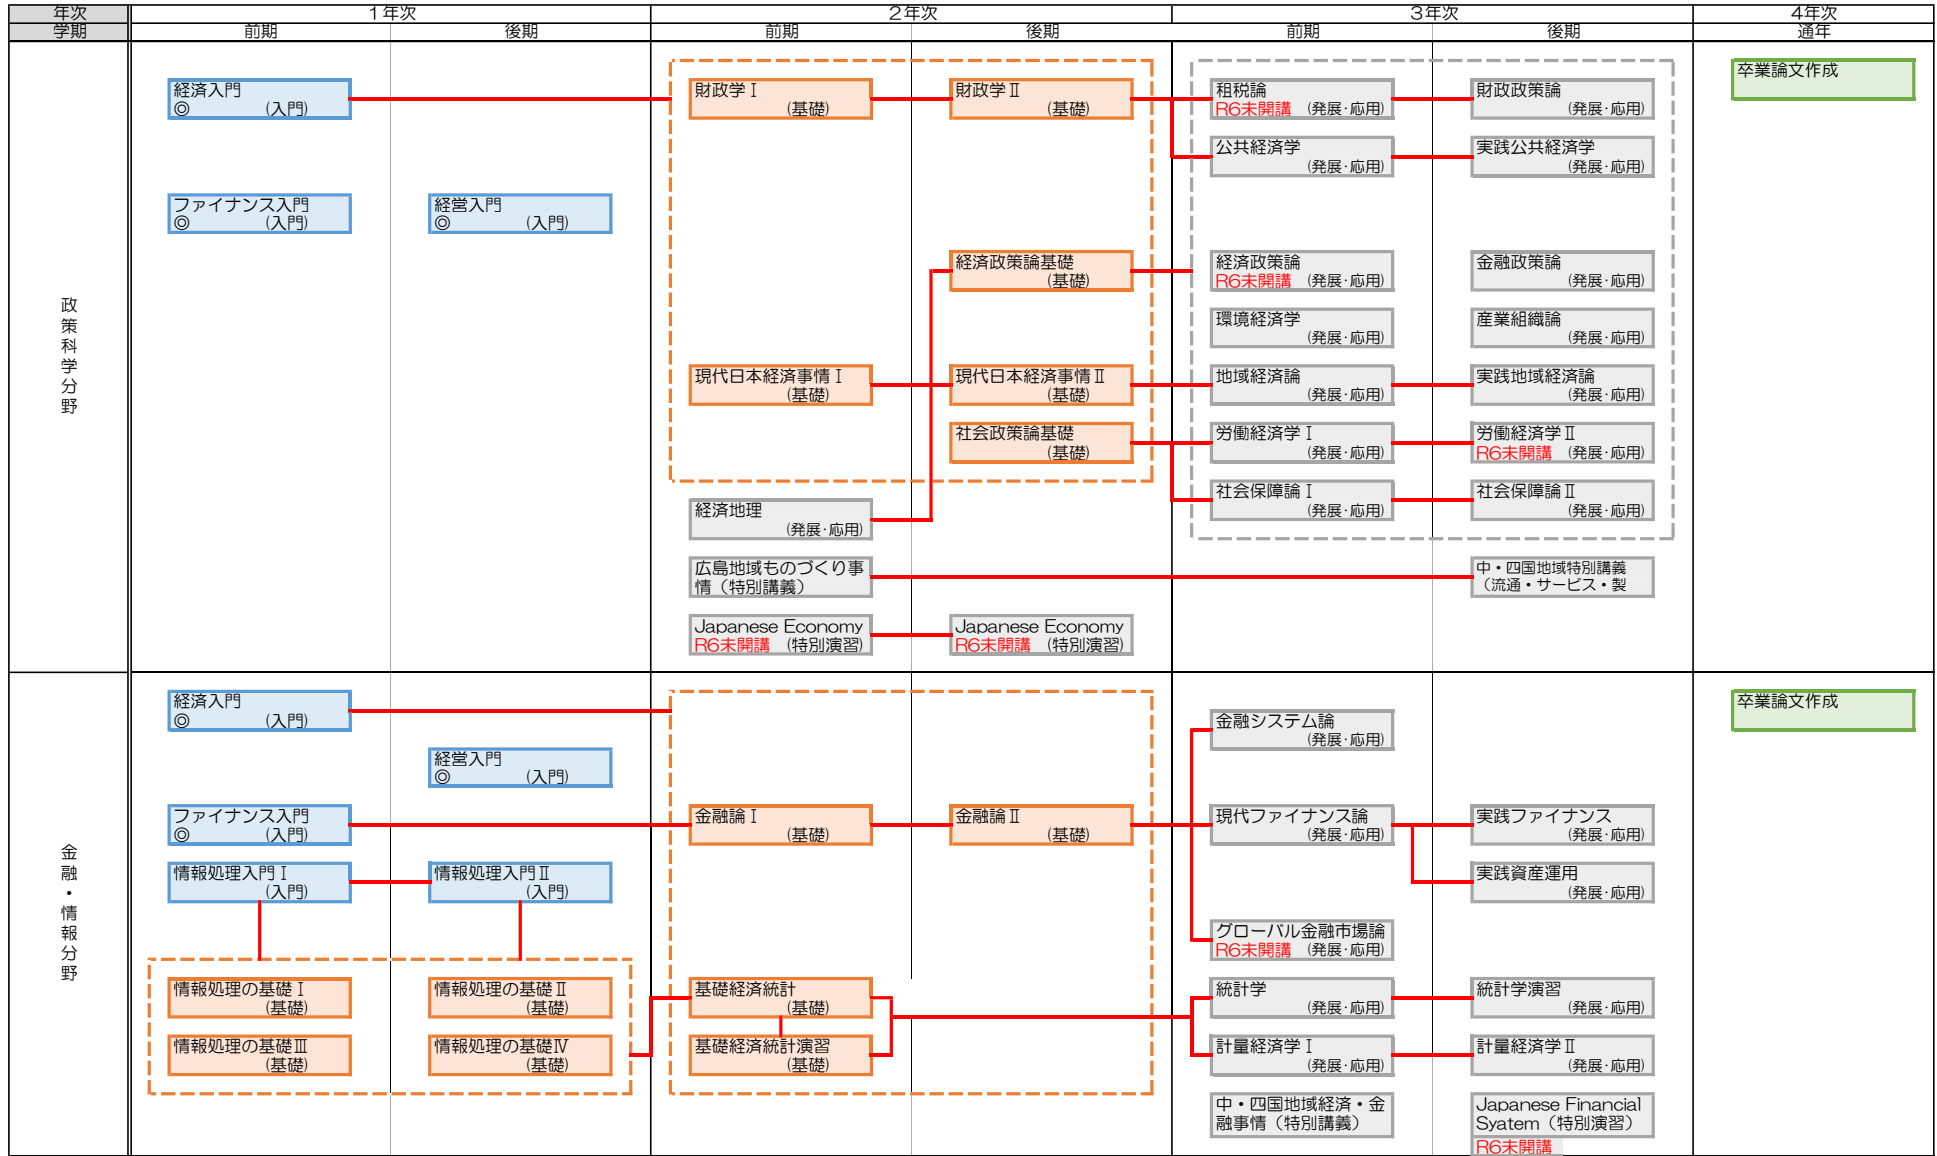 年次 1年次 2年次 3年次 4年次
学期 前期 後期 前期 後期 前期 後期 通年
政策科学分野
経済入門
◎ (入門)
財政学Ⅰ
(基礎)
財政学Ⅱ
(基礎)
租税論
R6未開講 (発展・応用)
財政政策論
(発展・応用)
卒業論文作成
公共経済学
(発展・応用)
実践公共経済学
(発展・応用)
ファイナンス入門
◎ (入門)
経営入門
◎ (入門)
経済政策論基礎
(基礎)
経済政策論
R6未開講 (発展・応用)
金融政策論
(発展・応用)
環境経済学
(発展・応用)
産業組織論
(発展・応用)
現代日本経済事情Ⅰ
(基礎)
現代日本経済事情Ⅱ
(基礎)
地域経済論
(発展・応用)
実践地域経済論
(発展・応用)
社会政策論基礎
(基礎)
労働経済学Ⅰ
(発展・応用)
労働経済学Ⅱ
R6未開講 (発展・応用)
経済地理
(発展・応用)
社会保障論Ⅰ
(発展・応用)
社会保障論Ⅱ
(発展・応用)
広島地域ものづくり事
情(特別講義)
中・四国地域特別講義
(流通・サービス・製
Japanese Economy
R6未開講 (特別演習)
Japanese Economy
R6未開講 (特別演習)
金融・情報分野
経済入門
◎ (入門)
金融システム論
(発展・応用)
卒業論文作成
経営入門
◎ (入門)
ファイナンス入門
◎ (入門)
金融論Ⅰ
(基礎)
金融論Ⅱ
(基礎)
現代ファイナンス論
(発展・応用)
実践ファイナンス
(発展・応用)
情報処理入門Ⅰ
(入門)
情報処理入門Ⅱ
(入門)
実践資産運用
(発展・応用)
グローバル金融市場論
R6未開講 (発展・応用)
情報処理の基礎Ⅰ
(基礎)
情報処理の基礎Ⅱ
(基礎)
基礎経済統計
(基礎)
統計学
(発展・応用)
統計学演習
(発展・応用)
情報処理の基礎Ⅲ
(基礎)
情報処理の基礎Ⅳ
(基礎)
基礎経済統計演習
(基礎)
計量経済学Ⅰ
(発展・応用)
計量経済学Ⅱ
(発展・応用)
中・四国地域経済・金
融事情(特別講義)
Japanese Financial
Syatem(特別演習)
R6未開講